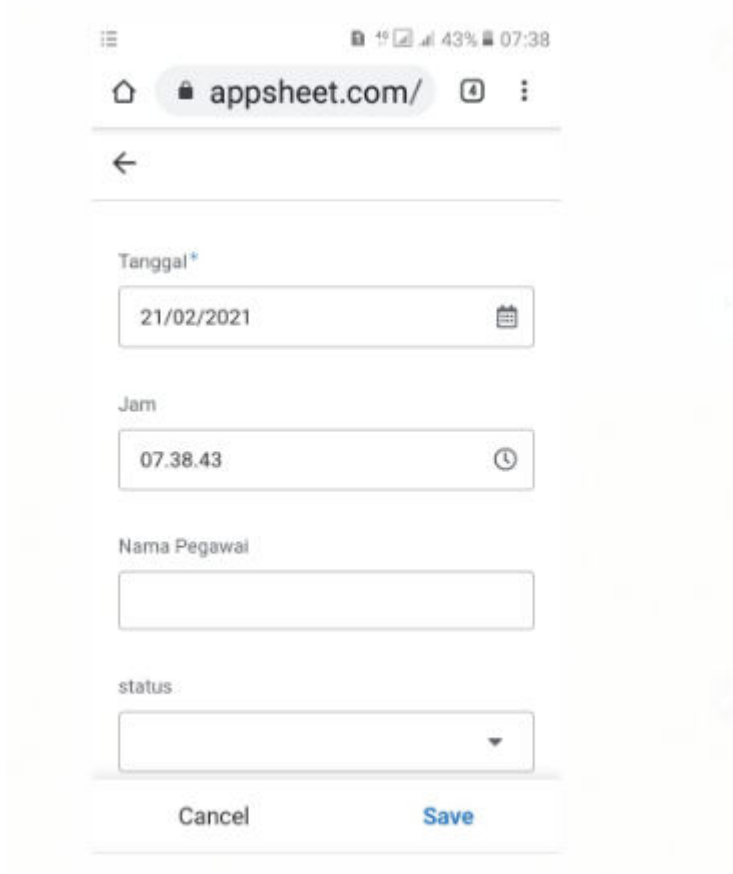 43% 07:38
appsheet.com/ 4
Tanggal*
21/02/2021
Jam
07.38.43
Nama Pegawai
status
Cancel Save